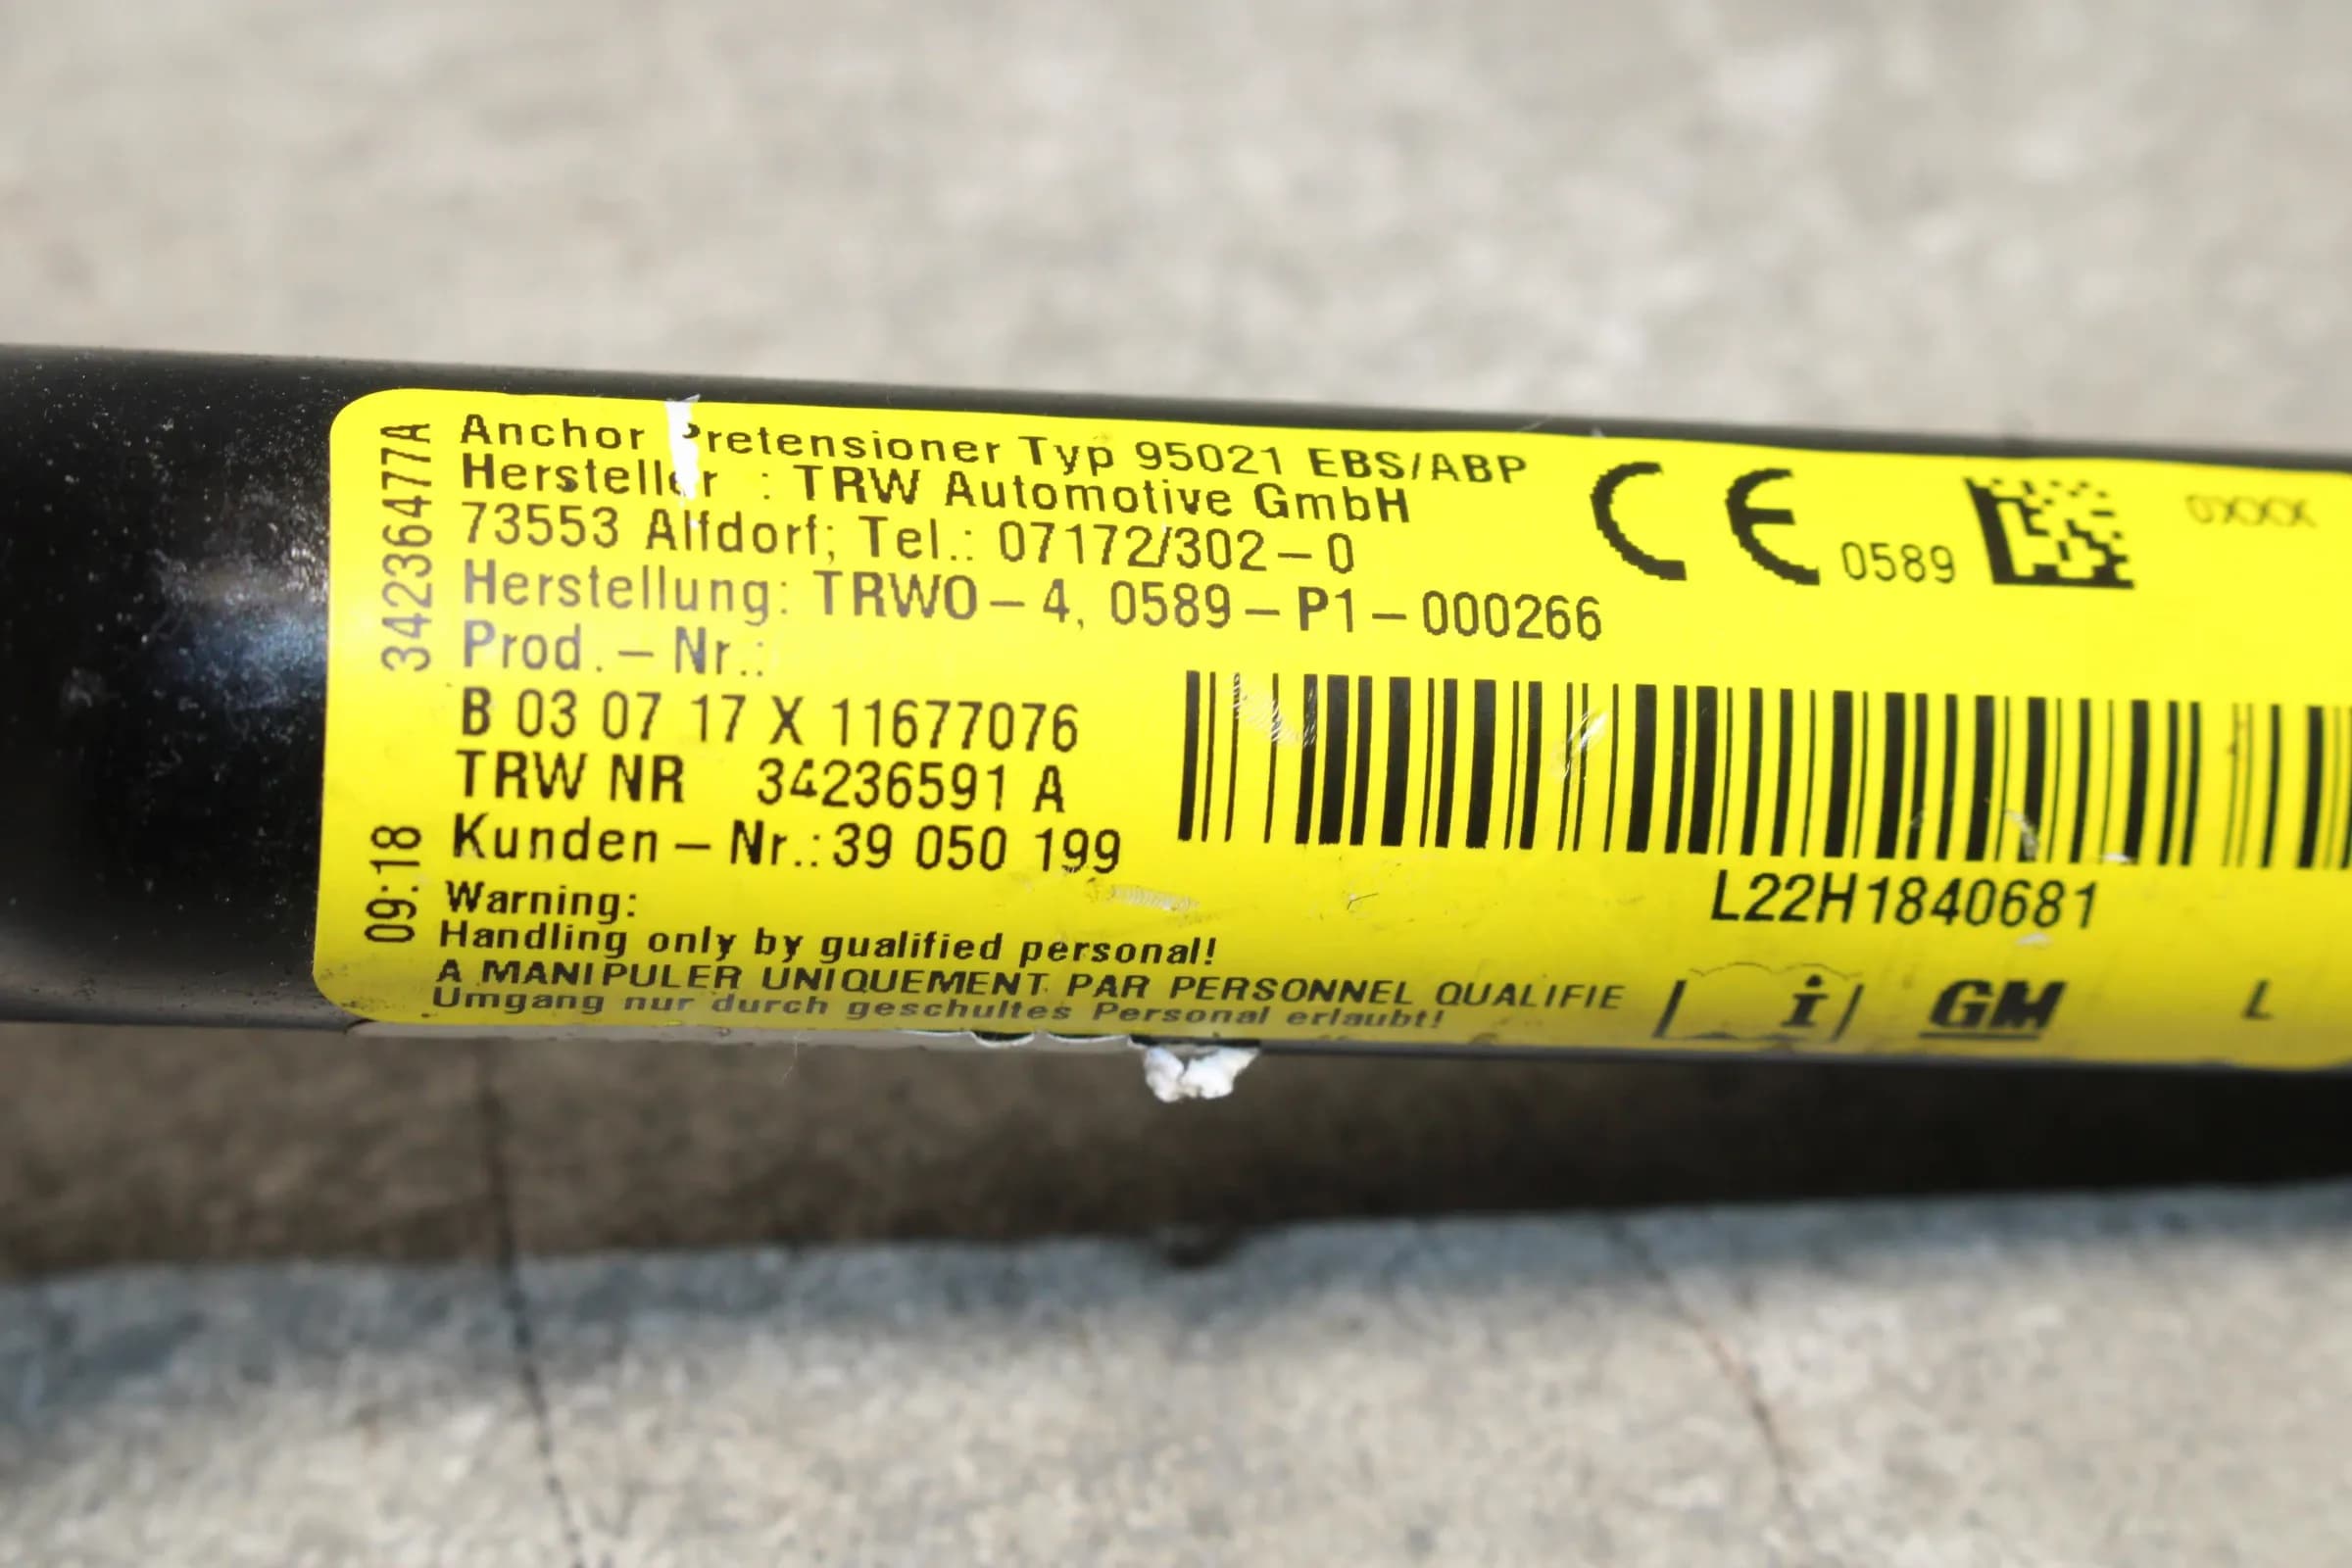 34236477A
09:18
Anchor Pretensioner Typ 95021 EBS/ABP
Hersteller : TRW Automotive GmbH
73553 Alfdorf; Tel.: 07172/302-0
Herstellung: TRWO-4, 0589-P1-000266
Prod.-Nr.:
B 03 07 17 X 11677076
TRW NR 34236591 A
Kunden-Nr.:39 050 199
Warning:
Handling only by gualified personal!
A MANIPULER UNIQUEMENT PAR PERSONNEL QUALIFIE
Umgang nur durch geschultes Personal erlaubt!
CE 0589
0XXXX
L22H1840681
i GM L